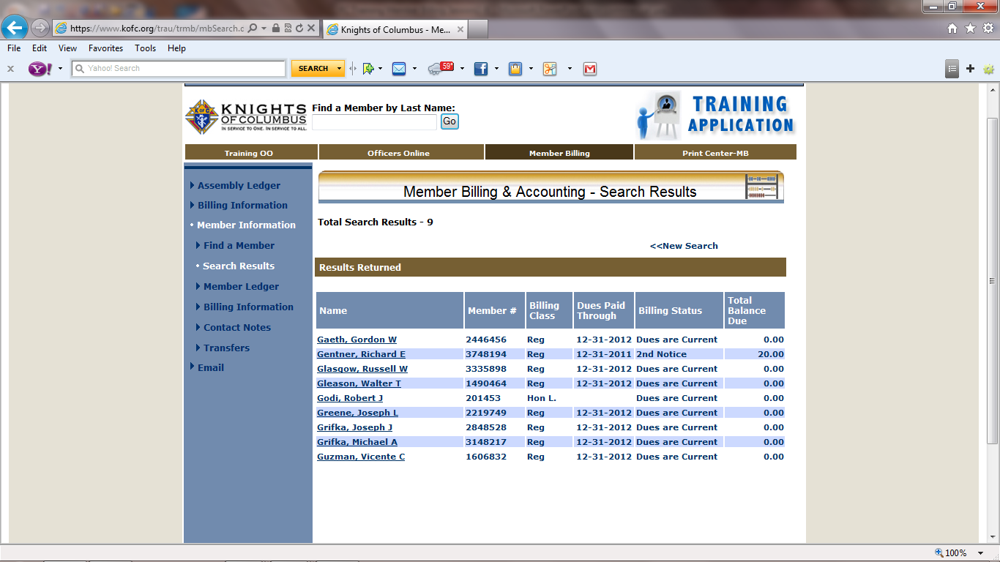 https://www.kofc.org/trau/trmb/mbSearch.c
Knights of Columbus - Me...
File Edit View Favorites Tools Help
Yahoo! Search
SEARCH
59°
KNIGHTS
OF COLUMBUS
IN SERVICE TO ONE. IN SERVICE TO ALL.
Find a Member by Last Name:
Go
TRAINING
APPLICATION
Training OO Officers Online Member Billing Print Center-MB
Assembly Ledger
Billing Information
Member Information
Find a Member
Search Results
Member Ledger
Billing Information
Contact Notes
Transfers
Email
Member Billing & Accounting - Search Results
Total Search Results - 9
<<New Search
Results Returned
Name Member # Billing Class Dues Paid Through Billing Status Total Balance Due
Gaeth, Gordon W 2446456 Reg 12-31-2012 Dues are Current 0.00
Gentner, Richard E 3748194 Reg 12-31-2011 2nd Notice 20.00
Glasgow, Russell W 3335898 Reg 12-31-2012 Dues are Current 0.00
Gleason, Walter T 1490464 Reg 12-31-2012 Dues are Current 0.00
Godi, Robert J 201453 Hon L. Dues are Current 0.00
Greene, Joseph L 2219749 Reg 12-31-2012 Dues are Current 0.00
Grifka, Joseph J 2848528 Reg 12-31-2012 Dues are Current 0.00
Grifka, Michael A 3148217 Reg 12-31-2012 Dues are Current 0.00
Guzman, Vicente C 1606832 Reg 12-31-2012 Dues are Current 0.00
100%